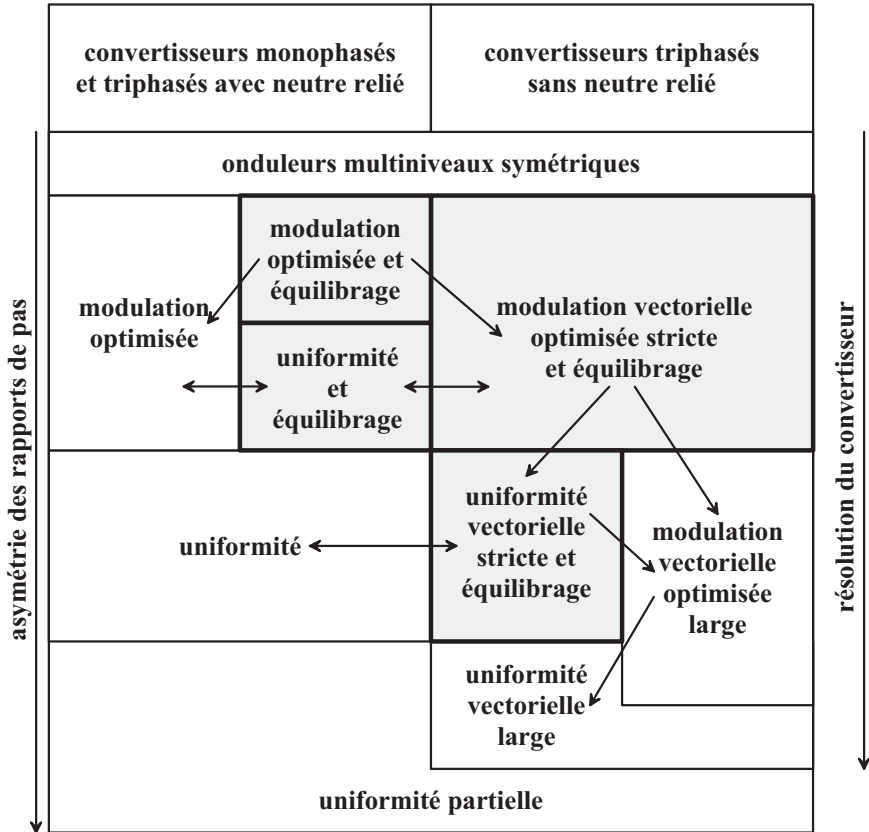 convertisseurs monophasés
et triphasés avec neutre relié
convertisseurs triphasés
sans neutre relié
onduleurs multiniveaux symétriques
modulation
optimisée et
équilibrage
modulation
optimisée
uniformité
et
équilibrage
modulation vectorielle
optimisée stricte
et équilibrage
uniformité
uniformité
vectorielle
stricte et
équilibrage
modulation
vectorielle
optimisée
large
uniformité
vectorielle
large
uniformité partielle
asymétrie des rapports de pas
résolution du convertisseur